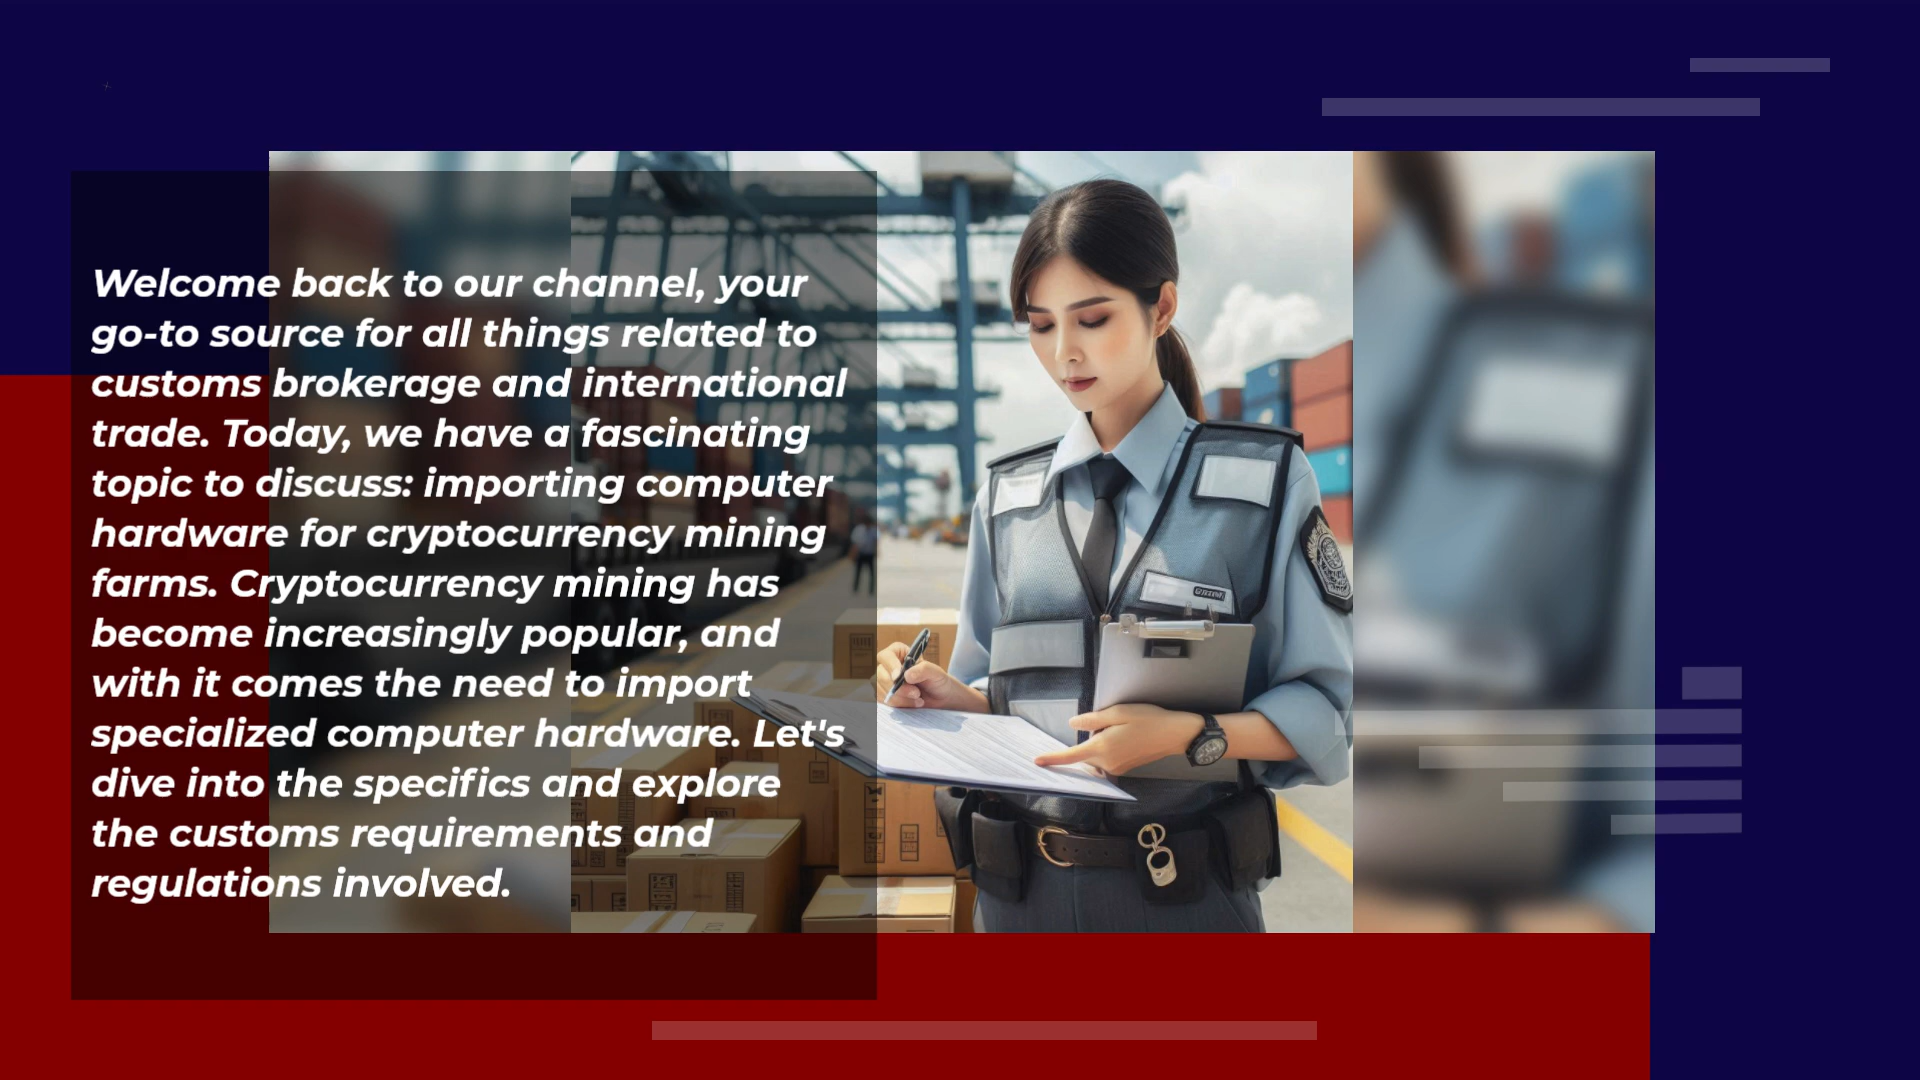 Welcome back to our channel, your
go-to source for all things related to
customs brokerage and international
trade. Today, we have a fascinating
topic to discuss: importing computer
hardware for cryptocurrency mining
farms. Cryptocurrency mining has
become increasingly popular, and
with it comes the need to import
specialized computer hardware. Let's
dive into the specifics and explore
the customs requirements and
regulations involved.